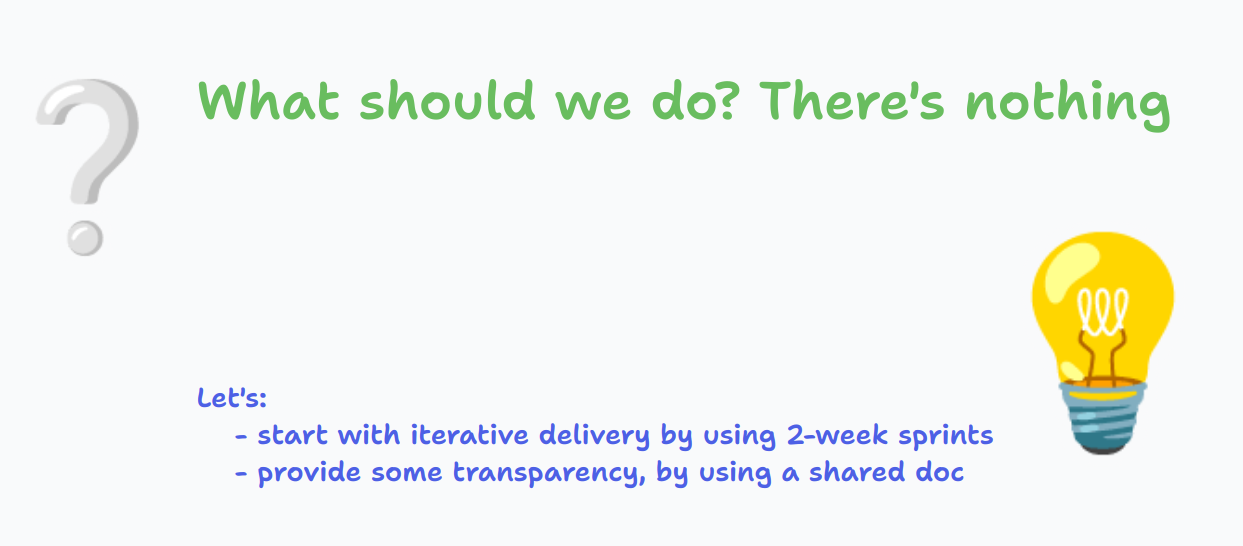 What should we do? There's nothing
Let's:
- start with iterative delivery by using 2-week sprints
- provide some transparency, by using a shared doc